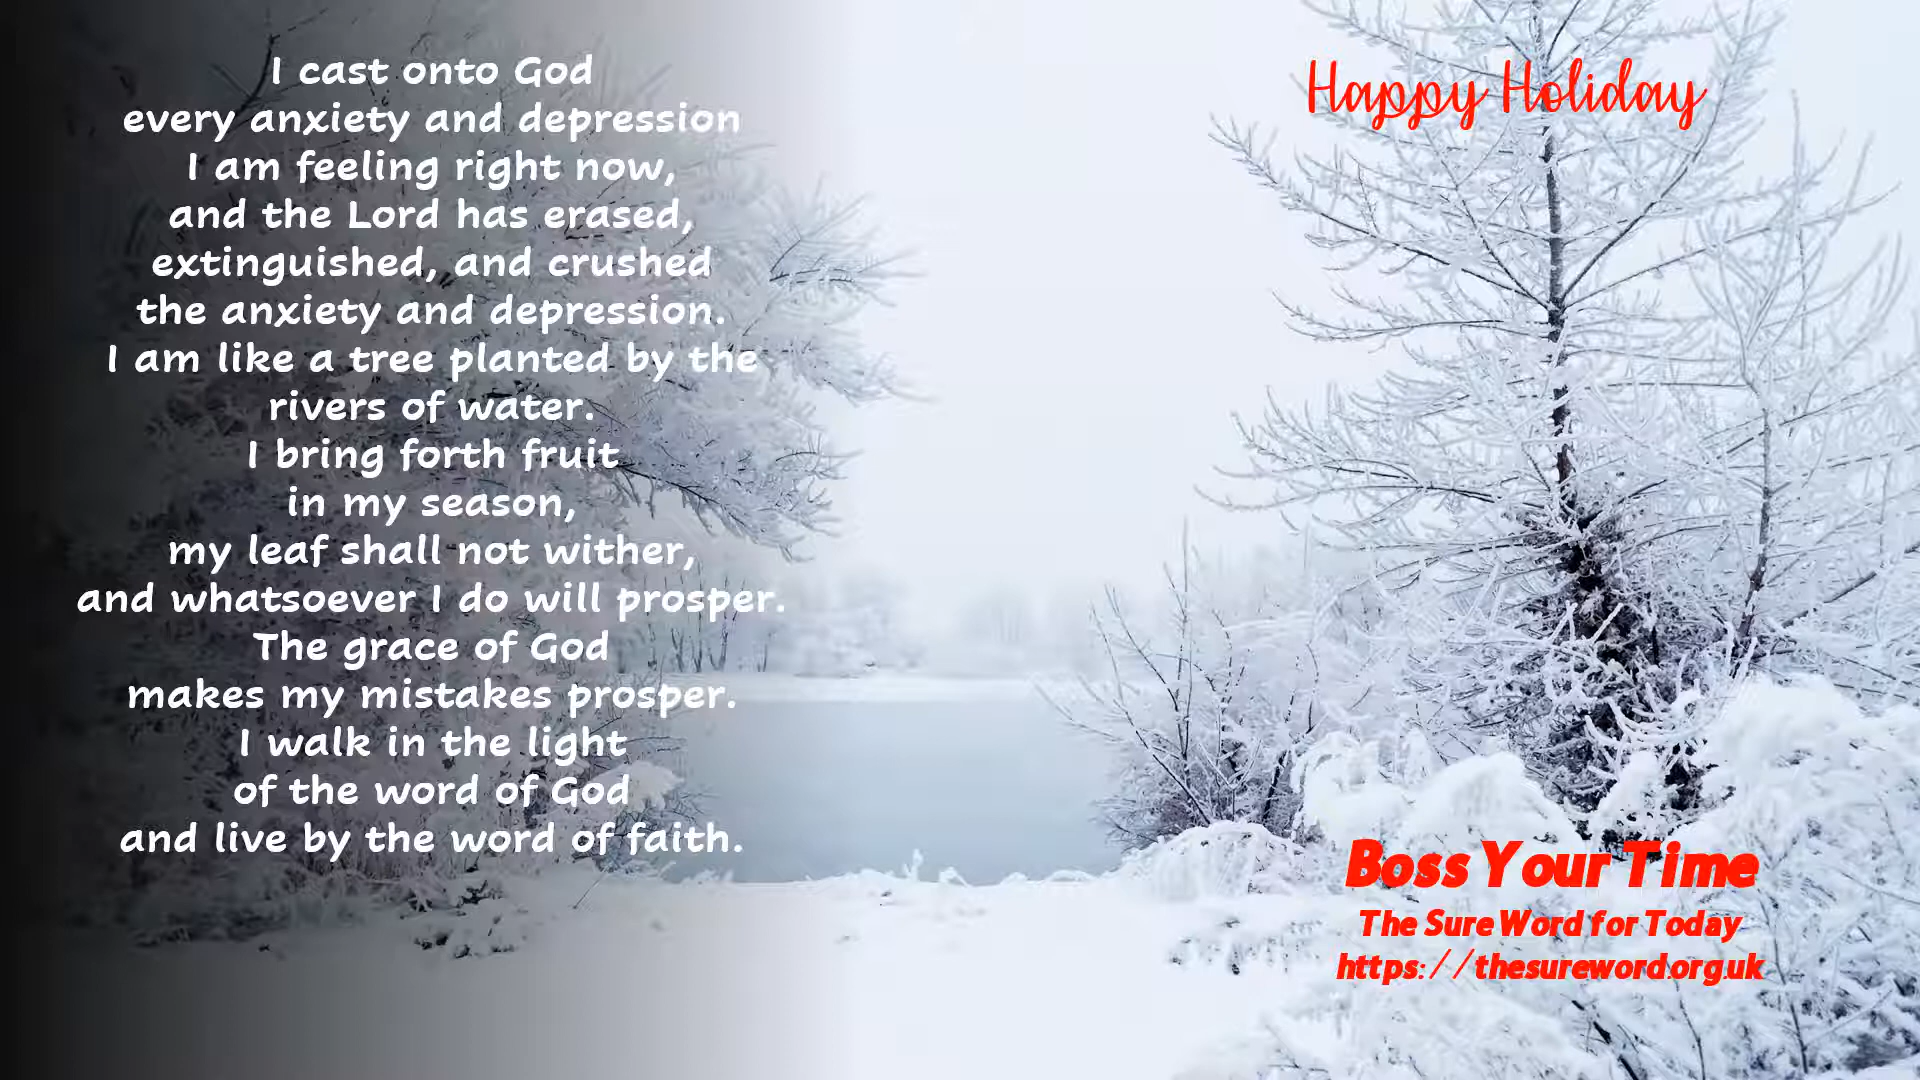 I cast onto God
every anxiety and depression
I am feeling right now,
and the Lord has erased,
extinguished, and crushed
the anxiety and depression.
I am like a tree planted by the
rivers of water.
I bring forth fruit
in my season,
my leaf shall not wither,
and whatsoever I do will prosper.
The grace of God
makes my mistakes prosper.
I walk in the light
of the word of God
and live by the word of faith.
Happy Holiday
Boss Your Time
The Sure Word for Today
https://thesureword.org.uk